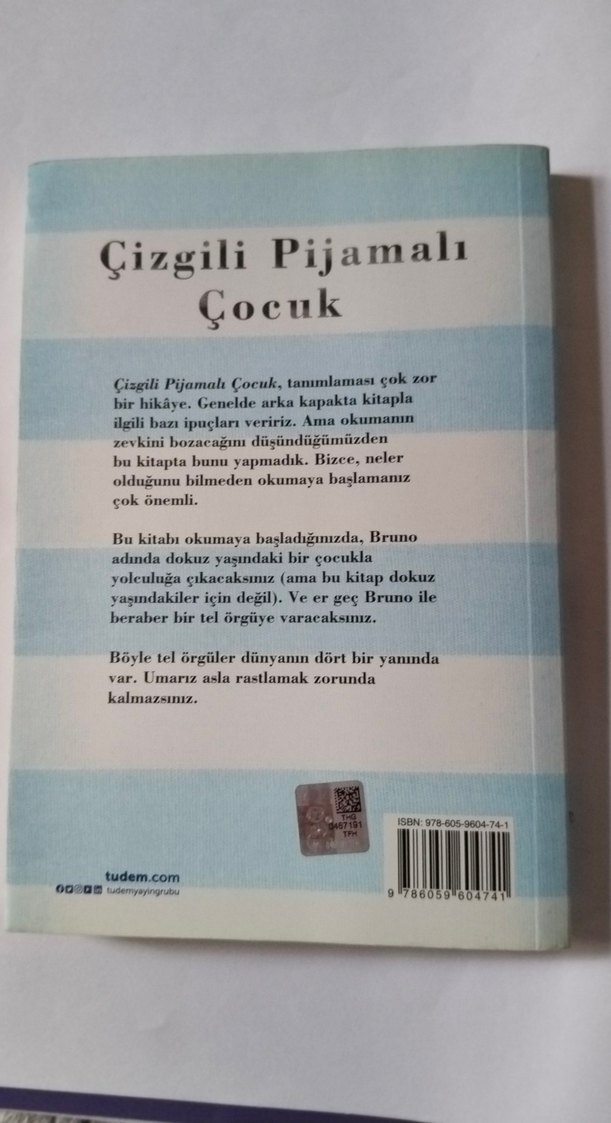 Çizgili Pijamalı
Çocuk
Çizgili Pijamalı Çocuk, tanımlaması çok zor
bir hikâye. Genelde arka kapakta kitapla
ilgili bazı ipuçları veririz. Ama okumanın
zevkini bozacağını düşündüğümüzden
bu kitapta bunu yapmadık. Bizce, neler
olduğunu bilmeden okumaya başlamanız
çok önemli.
Bu kitabı okumaya başladığınızda, Bruno
adında dokuz yaşındaki bir çocukla
yolculuğa çıkacaksınız (ama bu kitap dokuz
yaşındakiler için değil). Ve er geç Bruno ile
beraber bir tel örgüye varacaksınız.
Böyle tel örgüler dünyanın dört bir yanında
var. Umarız asla rastlamak zorunda
kalmazsınız.
THG
0467191
TFH
ISBN: 978-605-9604-74-1
9 786059 604741
tudem.com
tudemyayingrubu